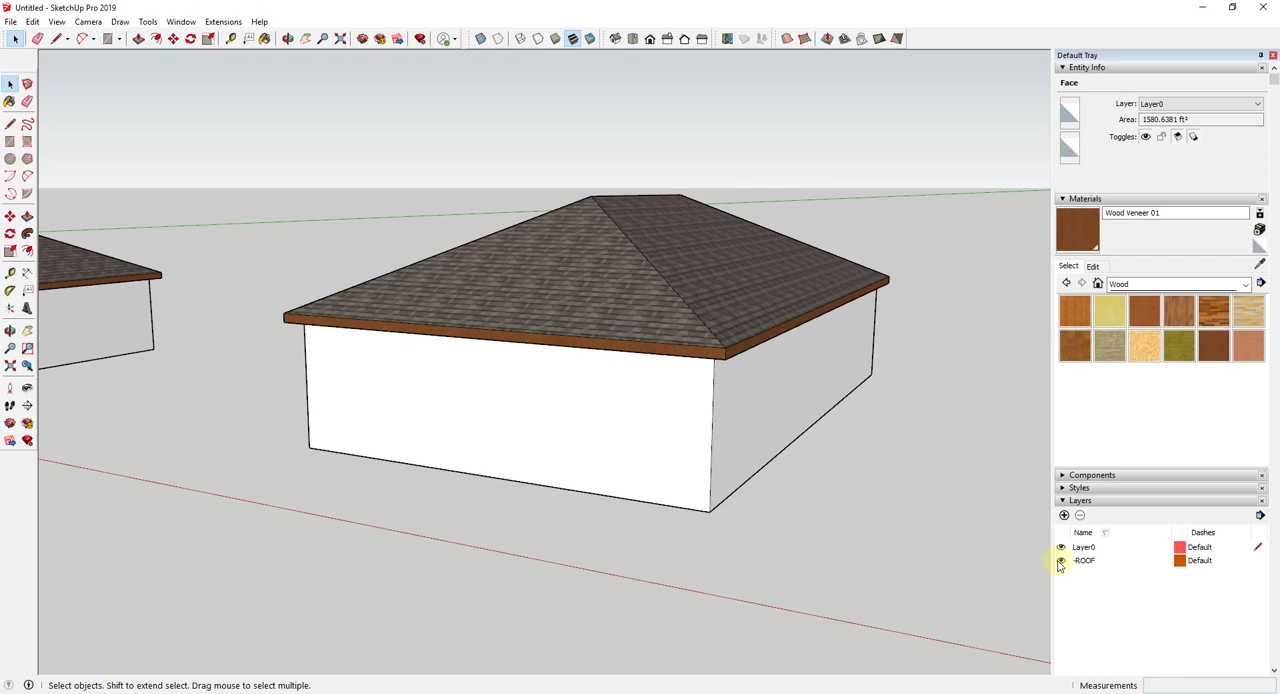 Untitled - SketchUp Pro 2019
File Edit View Camera Draw Tools Window Extensions Help
Default Tray
Entity Info
Face
Layer: Layer0
Area: 1580.6381 ft²
Toggles:
Materials
Wood Veneer 01
Select Edit
Wood
Components
Styles
Layers
Name Dashes
Layer0 Default
-ROOF Default
Select objects. Shift to extend select. Drag mouse to select multiple.
Measurements